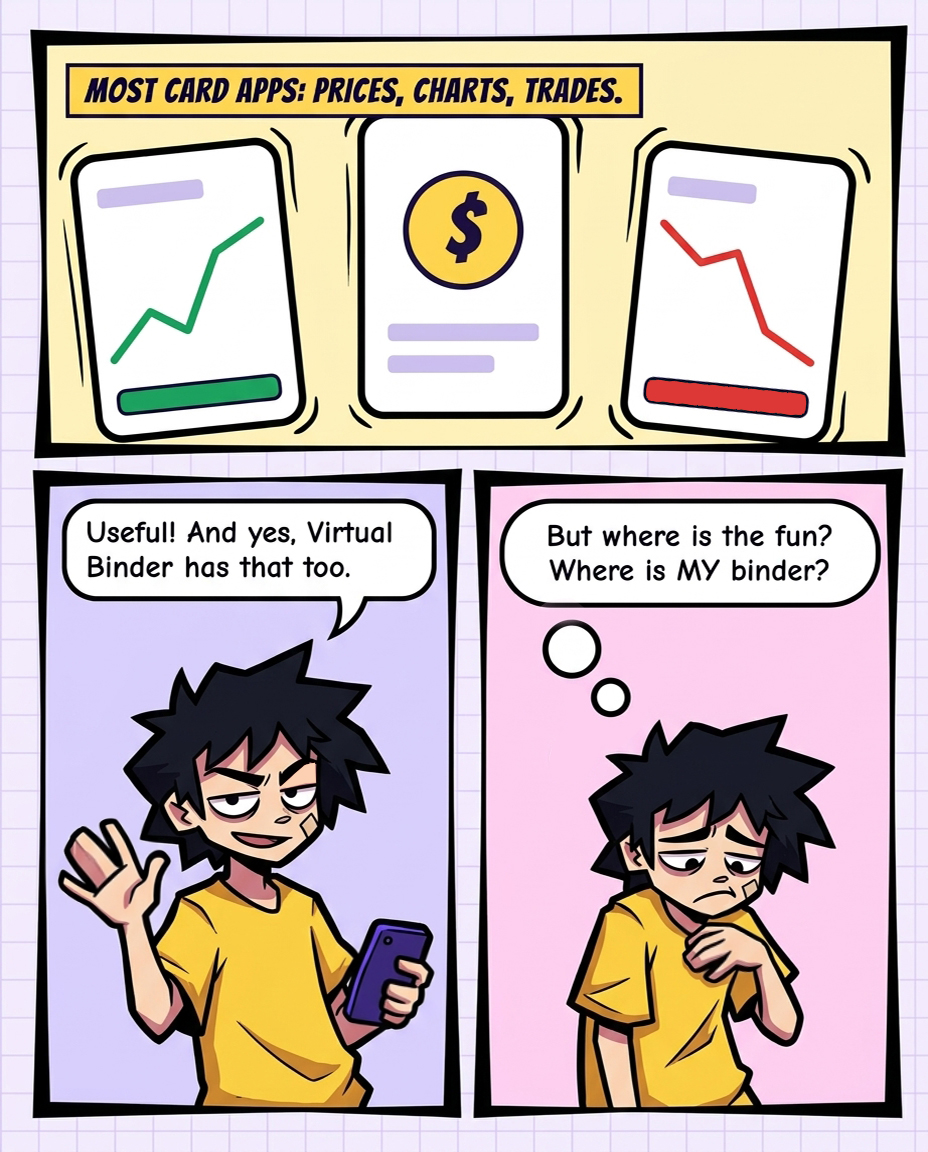 MOST CARD APPS: PRICES, CHARTS, TRADES.
$
Useful! And yes, Virtual
Binder has that too.
But where is the fun?
Where is MY binder?